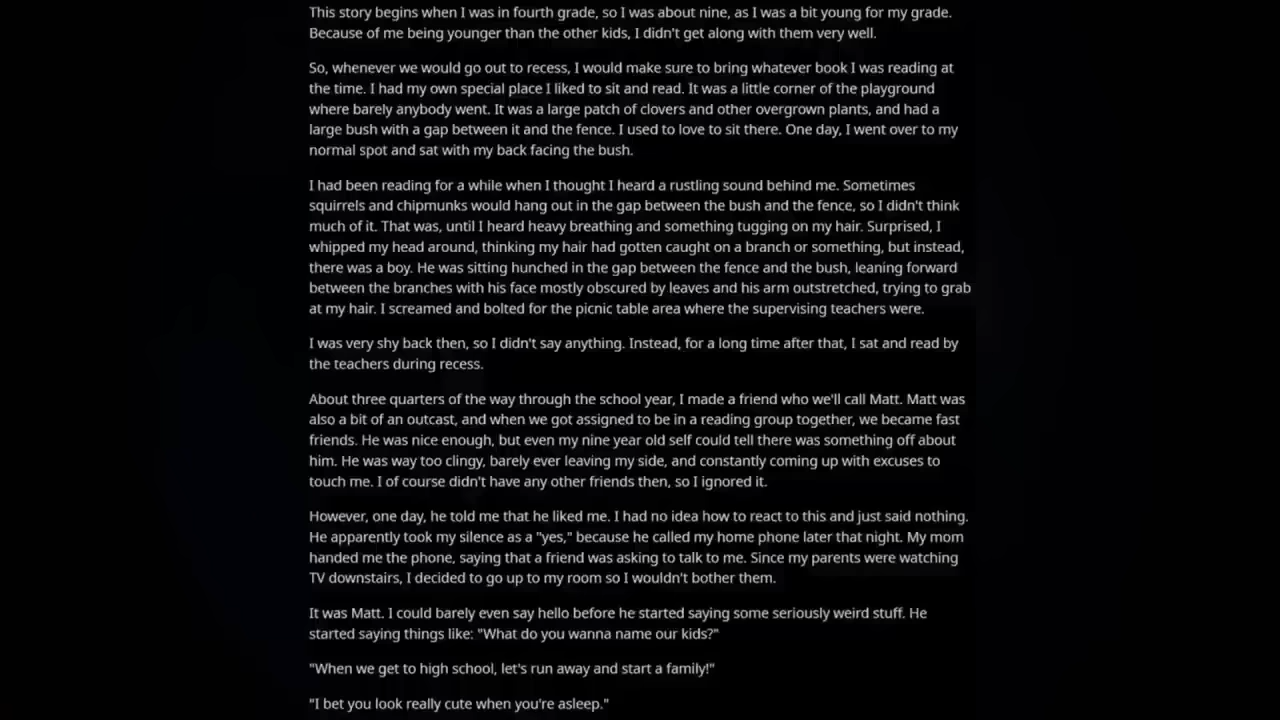 This story begins when I was in fourth grade, so I was about nine, as I was a bit young for my grade.
Because of me being younger than the other kids, I didn't get along with them very well.
So, whenever we would go out to recess, I would make sure to bring whatever book I was reading at
the time. I had my own special place I liked to sit and read. It was a little corner of the playground
where barely anybody went. It was a large patch of clovers and other overgrown plants, and had a
large bush with a gap between it and the fence. I used to love to sit there. One day, I went over to my
normal spot and sat with my back facing the bush.
I had been reading for a while when I thought I heard a rustling sound behind me. Sometimes
squirrels and chipmunks would hang out in the gap between the bush and the fence, so I didn't think
much of it. That was, until I heard heavy breathing and something tugging on my hair. Surprised, I
whipped my head around, thinking my hair had gotten caught on a branch or something, but instead,
there was a boy. He was sitting hunched in the gap between the fence and the bush, leaning forward
between the branches with his face mostly obscured by leaves and his arm outstretched, trying to grab
at my hair. I screamed and bolted for the picnic table area where the supervising teachers were.
I was very shy back then, so I didn't say anything. Instead, for a long time after that, I sat and read by
the teachers during recess.
About three quarters of the way through the school year, I made a friend who we'll call Matt. Matt was
also a bit of an outcast, and when we got assigned to be in a reading group together, we became fast
friends. He was nice enough, but even my nine year old self could tell there was something off about
him. He was way too clingy, barely ever leaving my side, and constantly coming up with excuses to
touch me. I of course didn't have any other friends then, so I ignored it.
However, one day, he told me that he liked me. I had no idea how to react to this and just said nothing.
He apparently took my silence as a "yes," because he called my home phone later that night. My mom
handed me the phone, saying that a friend was asking to talk to me. Since my parents were watching
TV downstairs, I decided to go up to my room so I wouldn't bother them.
It was Matt. I could barely even say hello before he started saying some seriously weird stuff. He
started saying things like: "What do you wanna name our kids?"
"When we get to high school, let's run away and start a family!"
"I bet you look really cute when you're asleep."